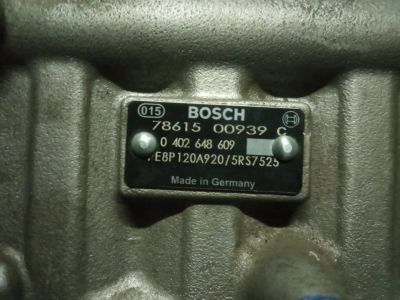 015 BOSCH
78615 00939 C
0 402 648 609
PE8P120A920/5RS7525
Made in Germany